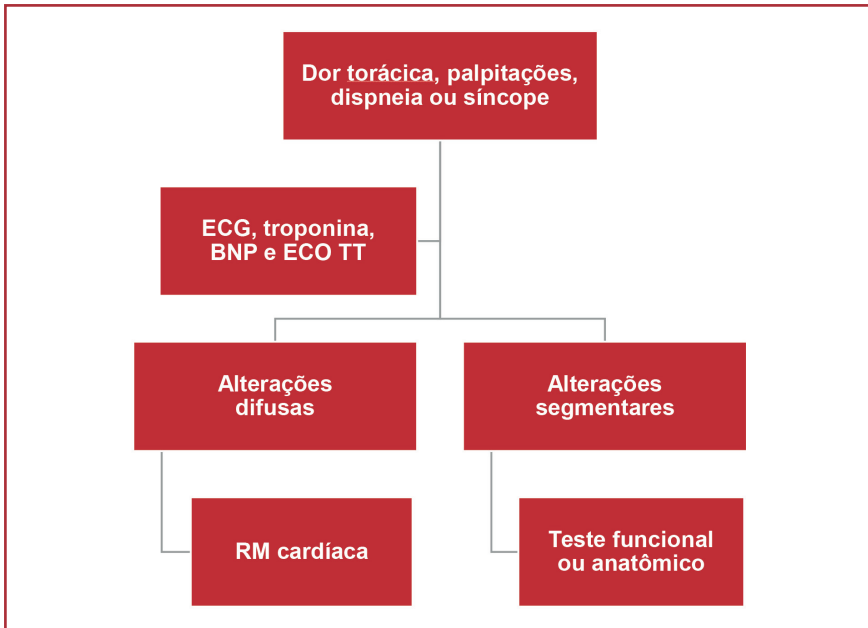 Dor torácica, palpitações,
dispneia ou síncope
ECG, troponina,
BNP e ECO TT
Alterações
difusas
Alterações
segmentares
RM cardíaca
Teste funcional
ou anatômico